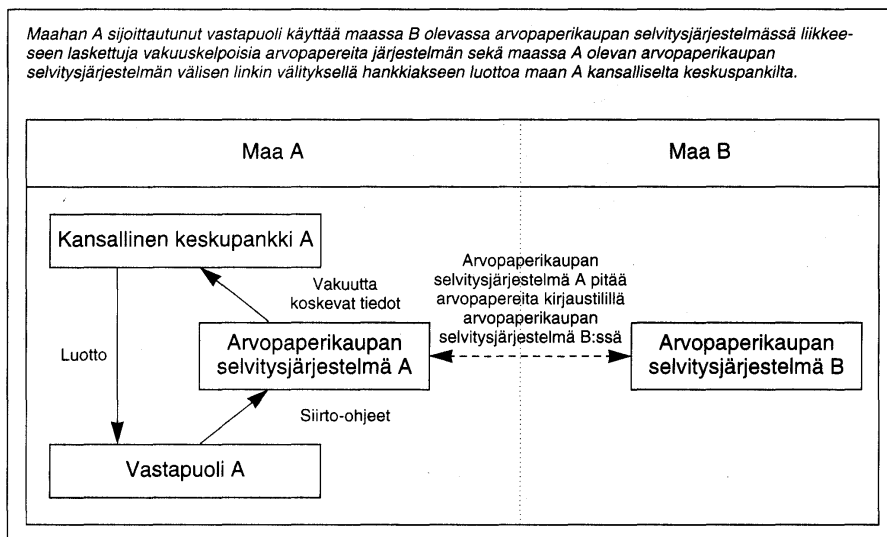 Maahan A sijoittautunut vastapuoli käyttää maassa B olevassa arvopaperikaupan selvitysjärjestelmässä liikkee-
seen laskettuja vakuuskelpoisia arvopapereita järjestelmän sekä maassa A olevan arvopaperikaupan
selvitysjärjestelmän välisen linkin välityksellä hankkiakseen luottoa maan A kansalliselta keskuspankilta.
Maa A
Maa B
Kansallinen keskupankki A
Vakuutta
koskevat tiedot
Arvopaperikaupan
selvitysjärjestelmä A pitää
arvopapereita kirjaustilillä
arvopaperikaupan
selvitysjärjestelmä B:ssä
Luotto
Arvopaperikaupan
selvitysjärjestelmä A
Arvopaperikaupan
selvitysjärjestelmä B
Siirto-ohjeet
Vastapuoli A